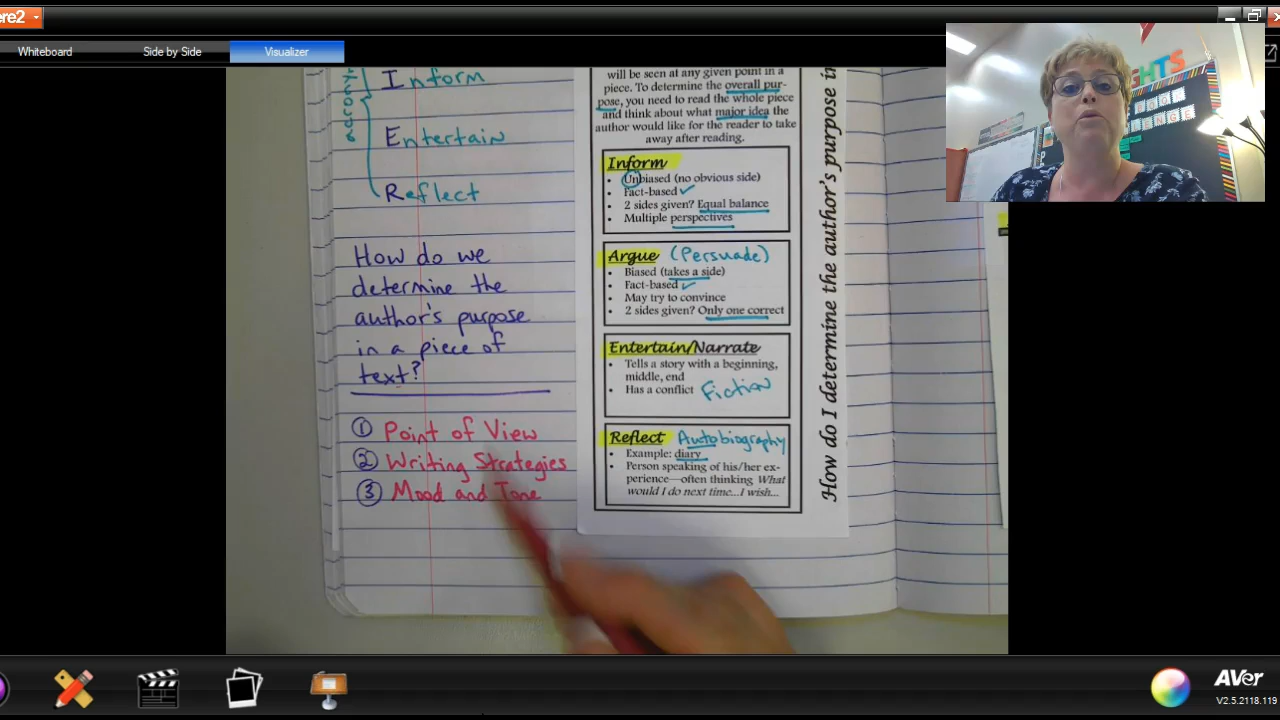 ere2
Whiteboard
Side by Side
Visualizer
Inform
Entertain
Reflect
How do we
determine the
author's purpose
in a piece of
text?
① Point of View
② Writing Strategies
③ Mood and Tone
will be seen at any given point in a
piece. To determine the overall pur-
pose, you need to read the whole piece
and think about what major idea the
author would like for the reader to take
away after reading.
Inform
• Unbiased (no obvious side)
• Fact-based ✓
• 2 sides given? Equal balance
• Multiple perspectives
Argue (Persuade)
• Biased (takes a side)
• Fact-based ✓
• May try to convince
• 2 sides given? Only one correct
Entertain/Narrate
• Tells a story with a beginning,
middle, end
• Has a conflict Fiction
Reflect Autobiography
• Example: diary
• Person speaking of his/her ex-
perience—often thinking What
would I do next time...I wish...
How do I determine the author's purpose in
GHTS
FOOD
AVer
V2.5.2118.119